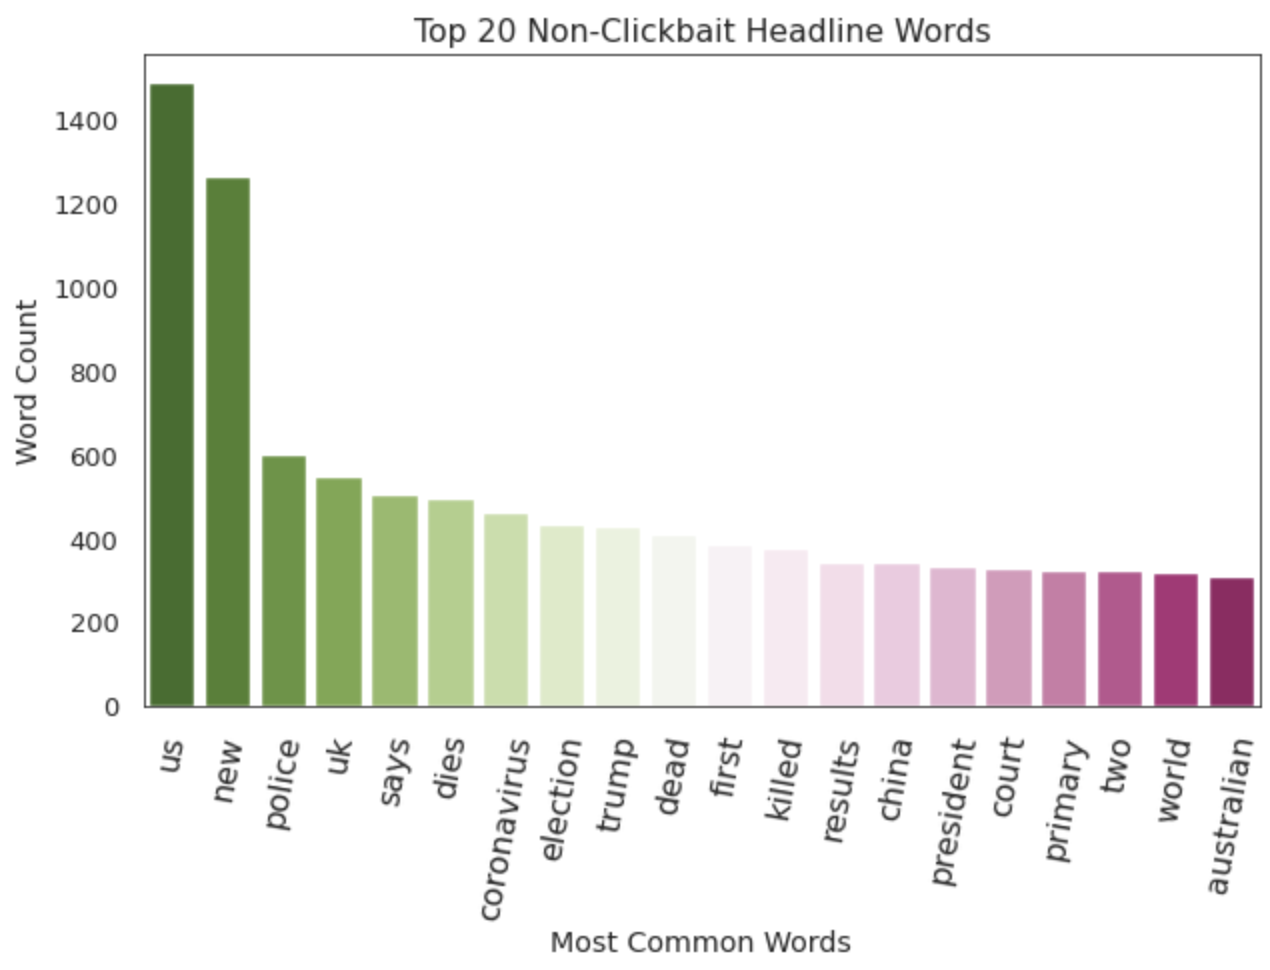 Top 20 Non-Clickbait Headline Words
Word Count
1400
1200
1000
800
600
400
200
0
us
new
police
uk
says
dies
coronavirus
election
trump
dead
first
killed
results
china
president
court
primary
two
world
australian
Most Common Words